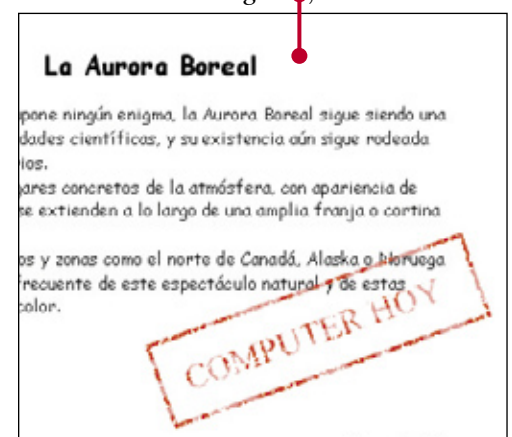 La Aurora Boreal
pone ningún enigma, la Aurora Boreal sigue siendo una
dades científicas, y su existencia aún sigue rodeada
ios.
ares concretos de la atmósfera, con apariencia de
se extienden a lo largo de una amplia franja o cortina
os y zonas como el norte de Canadá, Alaska o Noruega
frecuente de este espectáculo natural y de estas
color.
COMPUTER HOY